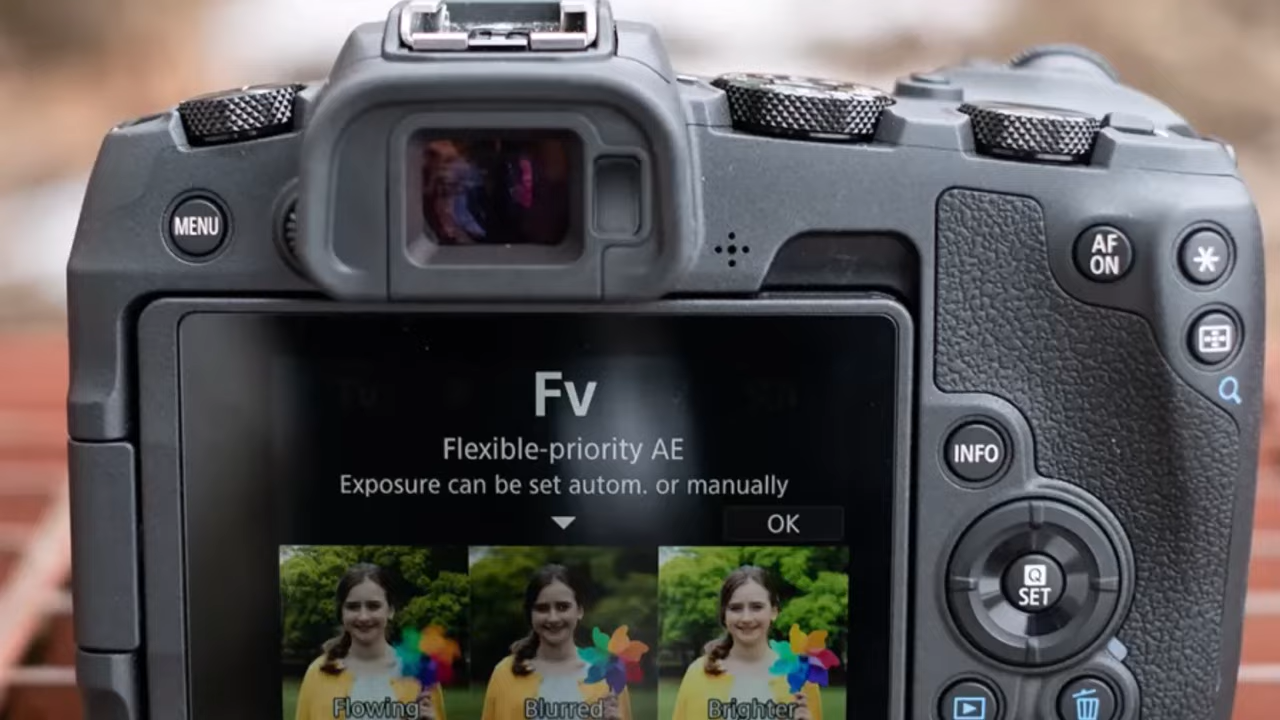 MENU
AF
ON
Fv
Flexible-priority AE
INFO
Exposure can be set autom. or manually
OK
Q
SET
Flowing
Blurred
Brighter